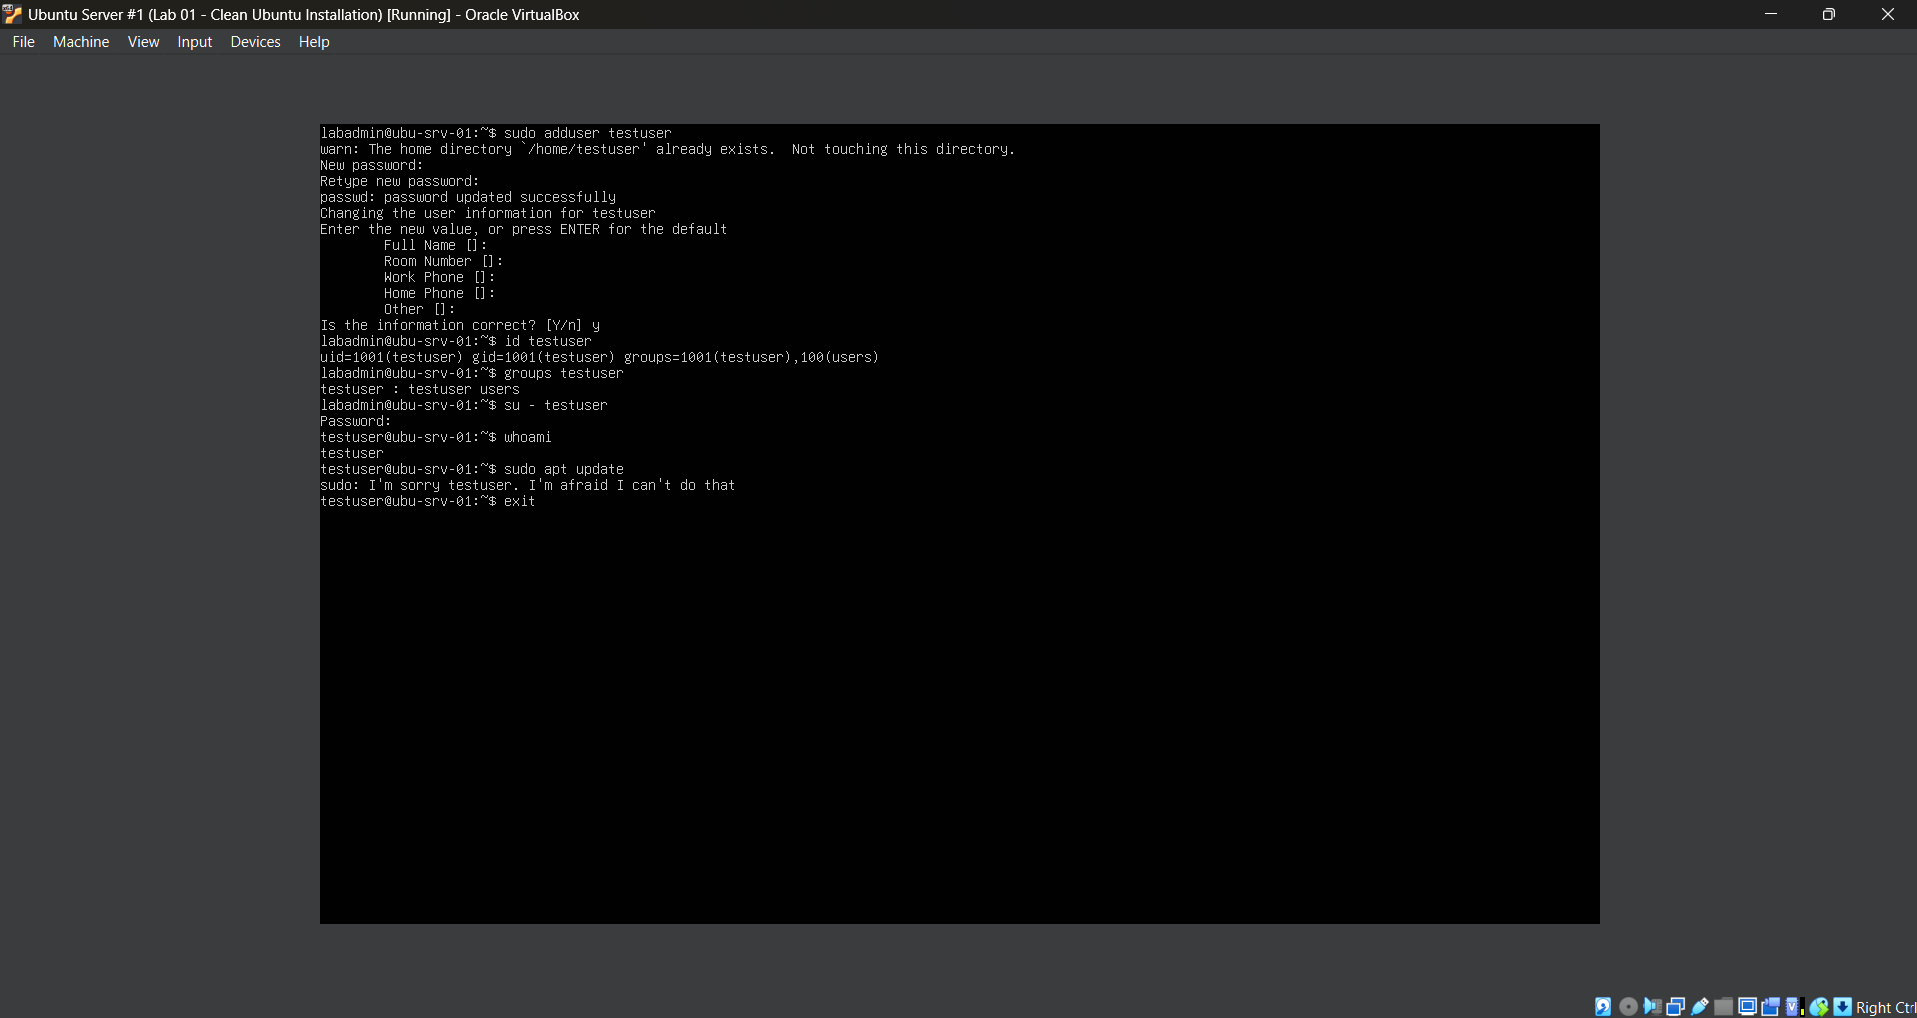 Ubuntu Server #1 (Lab 01 - Clean Ubuntu Installation) [Running] - Oracle VirtualBox
File Machine View Input Devices Help
labadmin@ubu-srv-01:~$ sudo adduser testuser
warn: The home directory `/home/testuser' already exists.  Not touching this directory.
New password:
Retype new password:
passwd: password updated successfully
Changing the user information for testuser
Enter the new value, or press ENTER for the default
        Full Name []:
        Room Number []:
        Work Phone []:
        Home Phone []:
        Other []:
Is the information correct? [Y/n] y
labadmin@ubu-srv-01:~$ id testuser
uid=1001(testuser) gid=1001(testuser) groups=1001(testuser),100(users)
labadmin@ubu-srv-01:~$ groups testuser
testuser : testuser users
labadmin@ubu-srv-01:~$ su - testuser
Password:
testuser@ubu-srv-01:~$ whoami
testuser
testuser@ubu-srv-01:~$ sudo apt update
sudo: I'm sorry testuser. I'm afraid I can't do that
testuser@ubu-srv-01:~$ exit
Right Ctrl